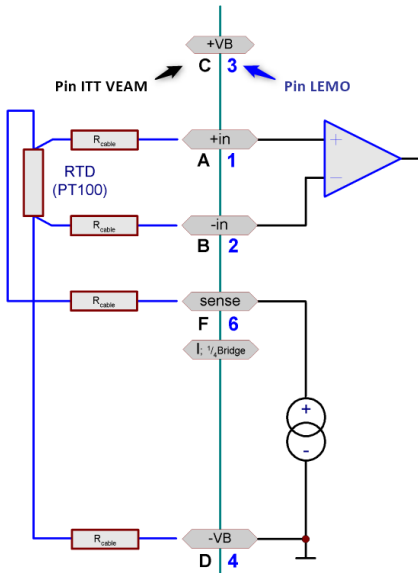 +VB
C 3
Pin ITT VEAM
Pin LEMO
Rcable
+in
+
A 1
RTD
(PT100)
-
Rcable
-in
B 2
Rcable
sense
F 6
I; 1/4Bridge
+
-
Rcable
-VB
D 4